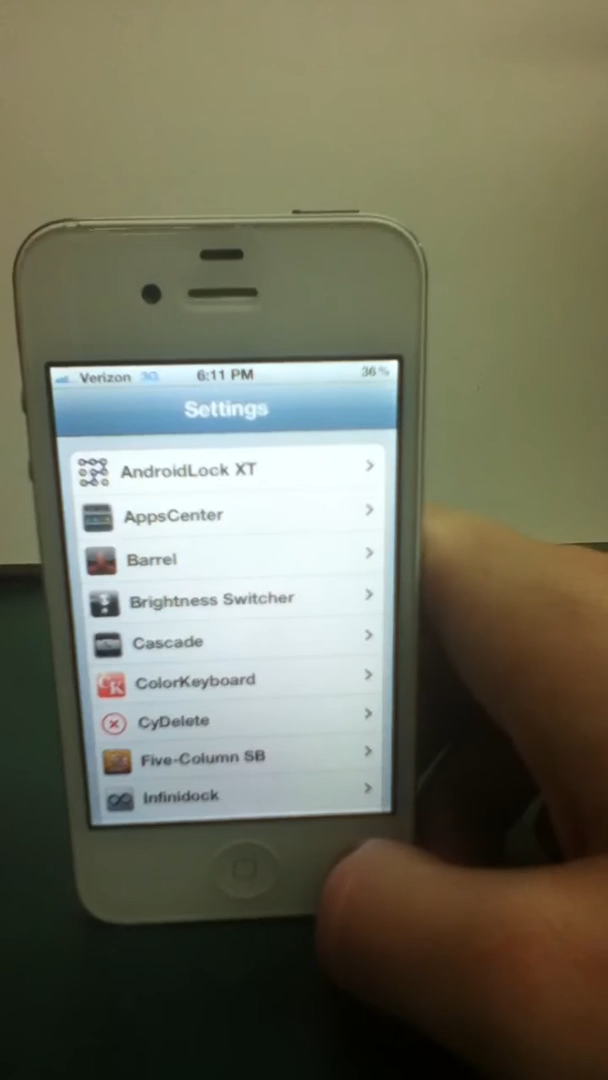 Verizon 3G 6:11 PM 36%
Settings
AndroidLock XT
AppsCenter
Barrel
Brightness Switcher
Cascade
CK ColorKeyboard
CyDelete
Five-Column SB
Infinidock